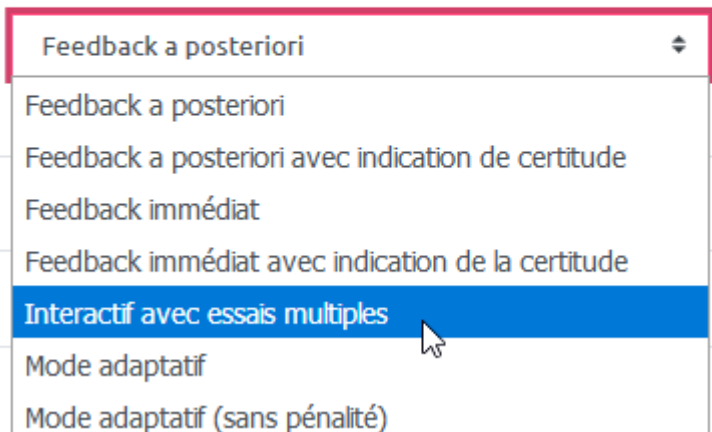 Feedback a posteriori
Feedback a posteriori
Feedback a posteriori avec indication de certitude
Feedback immédiat
Feedback immédiat avec indication de la certitude
Interactif avec essais multiples
Mode adaptatif
Mode adaptatif (sans pénalité)